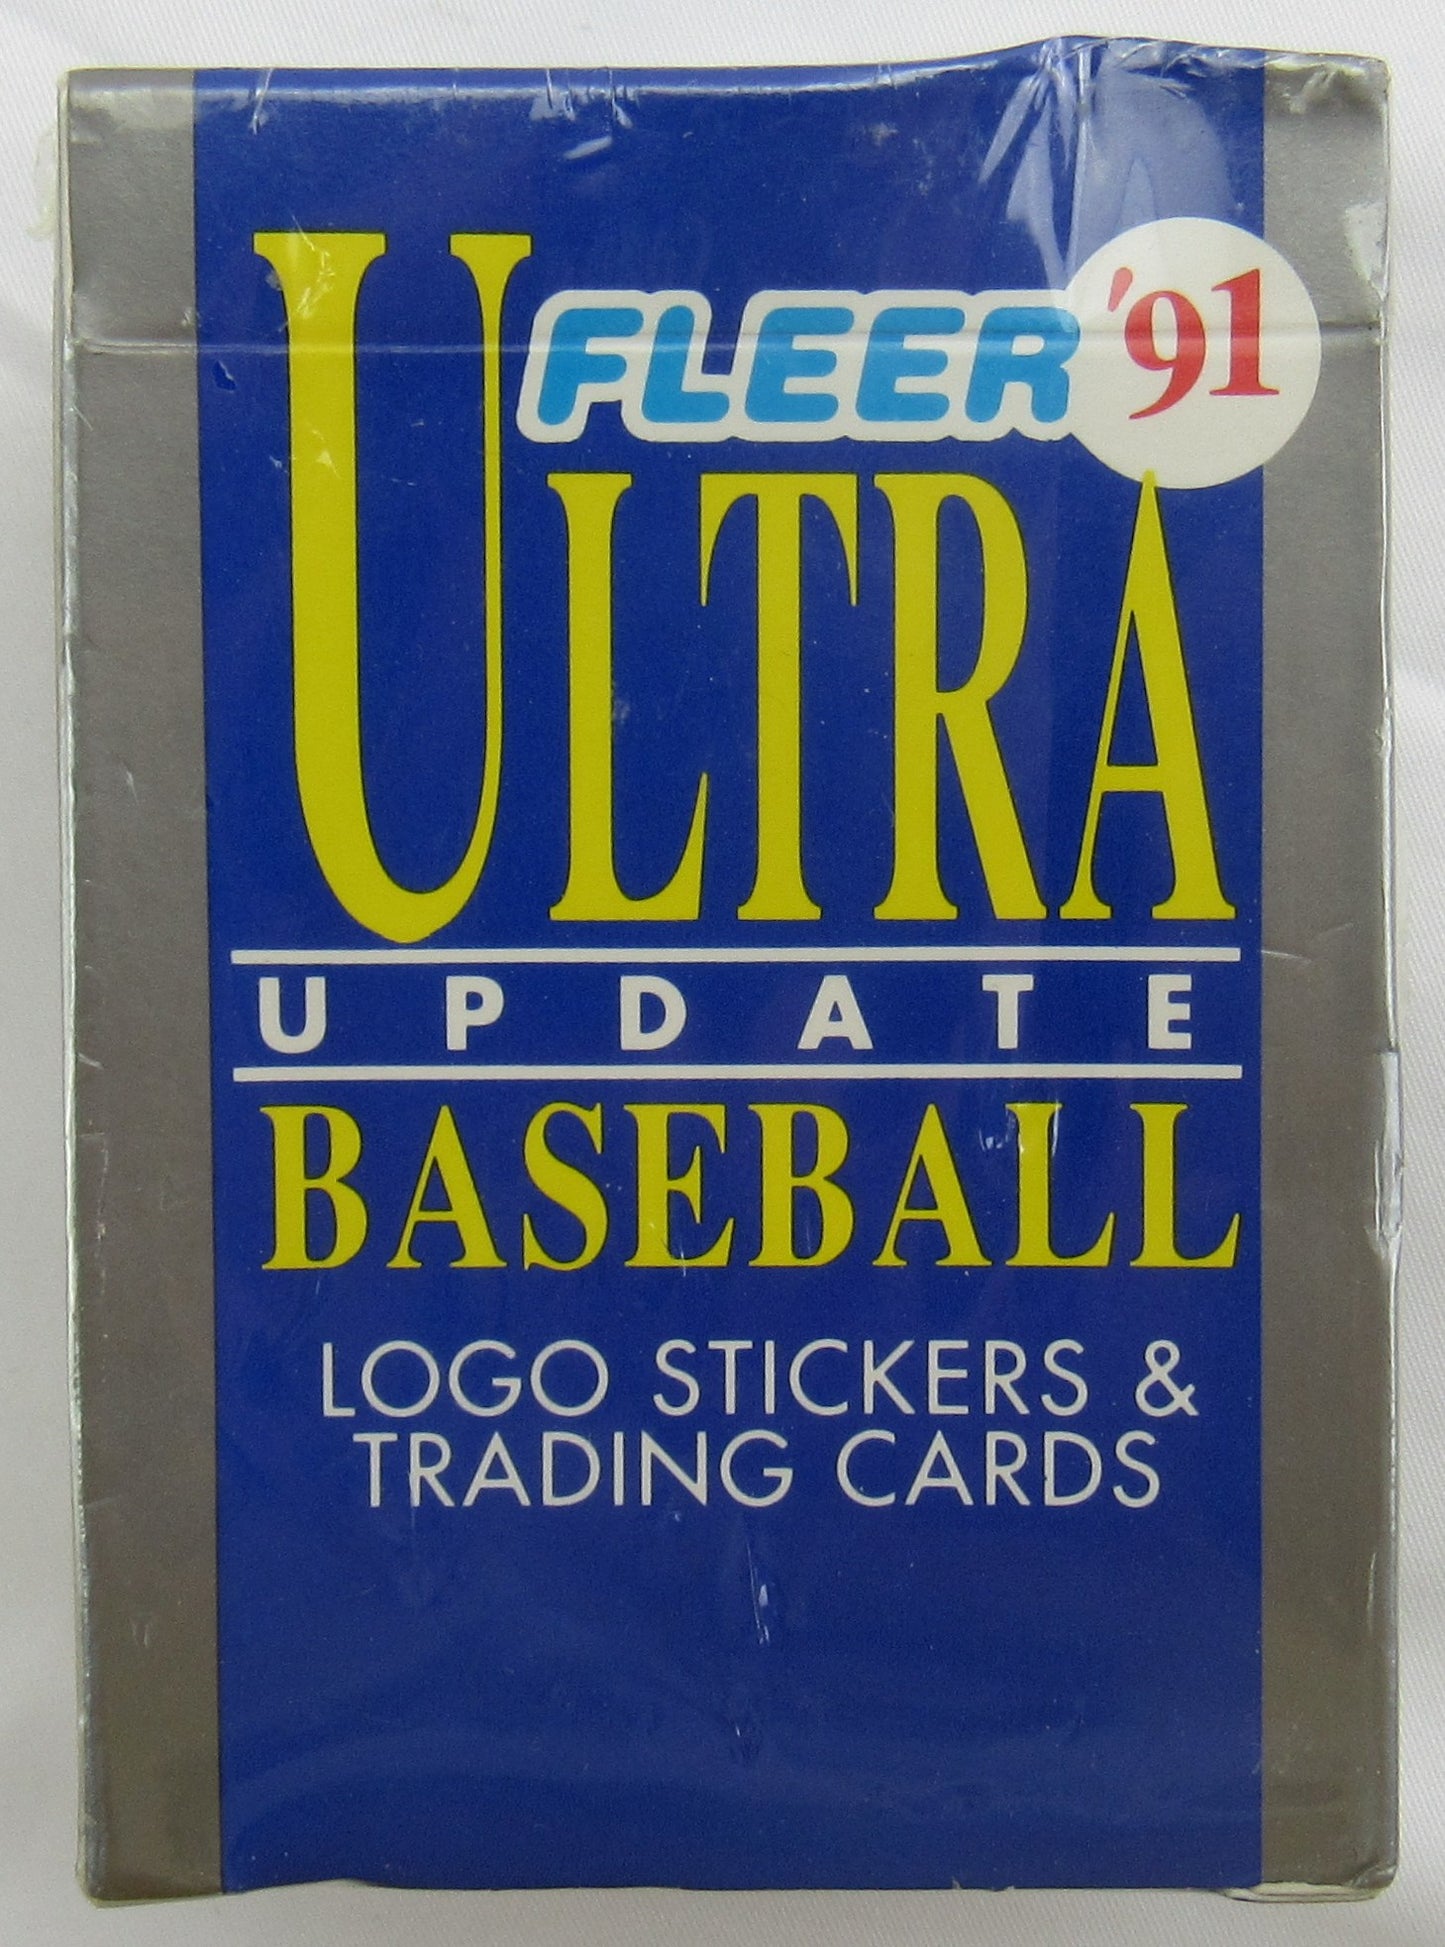 FLEER '91
ULTRA
UPDATE
BASEBALL
LOGO STICKERS &
TRADING CARDS